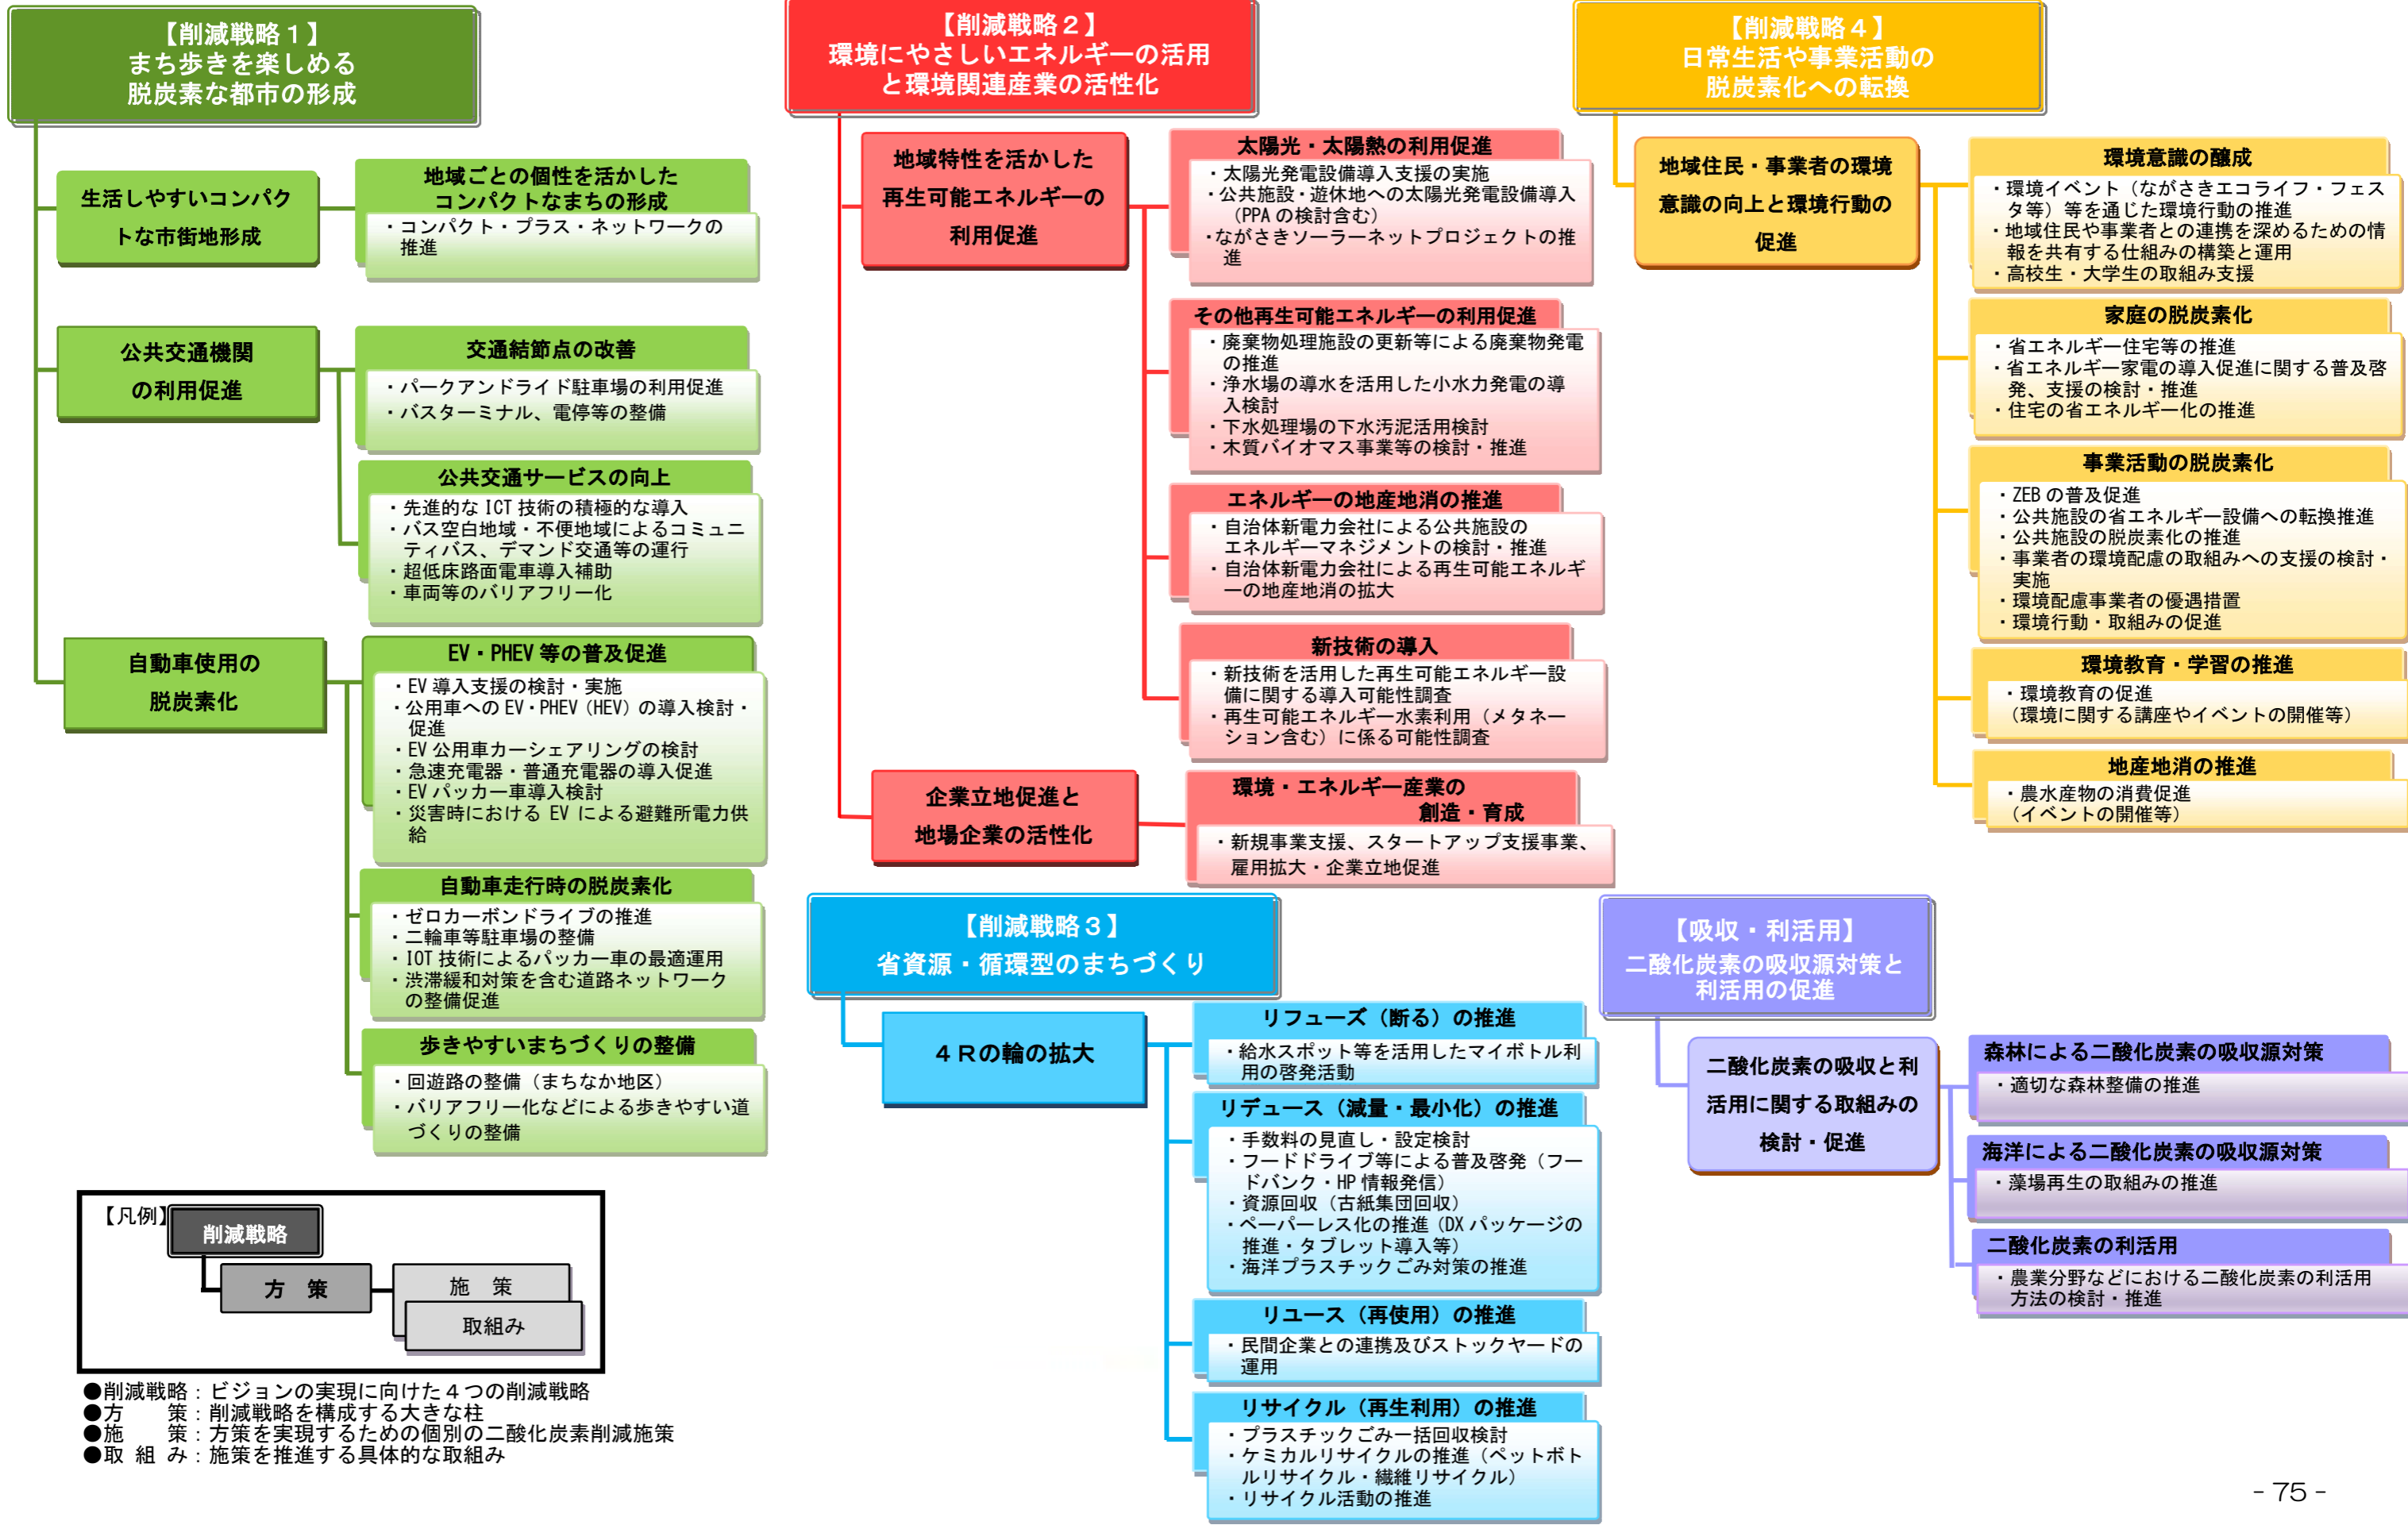 【削減戦略１】
まち歩きを楽しめる
脱炭素な都市の形成
生活しやすいコンパク
トな市街地形成
地域ごとの個性を活かした
コンパクトなまちの形成
・コンパクト・プラス・ネットワークの
推進
公共交通機関
の利用促進
交通結節点の改善
・パークアンドライド駐車場の利用促進
・バスターミナル、電停等の整備
公共交通サービスの向上
・先進的な ICT 技術の積極的な導入
・バス空白地域・不便地域によるコミュニ
ティバス、デマンド交通等の運行
・超低床路面電車導入補助
・車両等のバリアフリー化
自動車使用の
脱炭素化
EV・PHEV 等の普及促進
・EV 導入支援の検討・実施
・公用車への EV・PHEV（HEV）の導入検討・
促進
・EV 公用車カーシェアリングの検討
・急速充電器・普通充電器の導入促進
・EV パッカー車導入検討
・災害時における EV による避難所電力供
給
自動車走行時の脱炭素化
・ゼロカーボンドライブの推進
・二輪車等駐車場の整備
・IOT 技術によるパッカー車の最適運用
・渋滞緩和対策を含む道路ネットワーク
の整備促進
歩きやすいまちづくりの整備
・回遊路の整備（まちなか地区）
・バリアフリー化などによる歩きやすい道
づくりの整備
【凡例】
削減戦略
方　策
施　策
取組み
●削減戦略：ビジョンの実現に向けた４つの削減戦略
●方　　策：削減戦略を構成する大きな柱
●施　　策：方策を実現するための個別の二酸化炭素削減施策
●取 組 み：施策を推進する具体的な取組み
【削減戦略２】
環境にやさしいエネルギーの活用
と環境関連産業の活性化
地域特性を活かした
再生可能エネルギーの
利用促進
太陽光・太陽熱の利用促進
・太陽光発電設備導入支援の実施
・公共施設・遊休地への太陽光発電設備導入
（PPA の検討含む）
・ながさきソーラーネットプロジェクトの推
進
その他再生可能エネルギーの利用促進
・廃棄物処理施設の更新等による廃棄物発電
の推進
・浄水場の導水を活用した小水力発電の導
入検討
・下水処理場の下水汚泥活用検討
・木質バイオマス事業等の検討・推進
エネルギーの地産地消の推進
・自治体新電力会社による公共施設の
エネルギーマネジメントの検討・推進
・自治体新電力会社による再生可能エネルギ
ーの地産地消の拡大
新技術の導入
・新技術を活用した再生可能エネルギー設
備に関する導入可能性調査
・再生可能エネルギー水素利用（メタネー
ション含む）に係る可能性調査
企業立地促進と
地場企業の活性化
環境・エネルギー産業の
創造・育成
・新規事業支援、スタートアップ支援事業、
雇用拡大・企業立地促進
【削減戦略３】
省資源・循環型のまちづくり
４Ｒの輪の拡大
リフューズ（断る）の推進
・給水スポット等を活用したマイボトル利
用の啓発活動
リデュース（減量・最小化）の推進
・手数料の見直し・設定検討
・フードドライブ等による普及啓発（フー
ドバンク・HP 情報発信）
・資源回収（古紙集団回収）
・ペーパーレス化の推進（DX パッケージの
推進・タブレット導入等）
・海洋プラスチックごみ対策の推進
リユース（再使用）の推進
・民間企業との連携及びストックヤードの
運用
リサイクル（再生利用）の推進
・プラスチックごみ一括回収検討
・ケミカルリサイクルの推進（ペットボト
ルリサイクル・繊維リサイクル）
・リサイクル活動の推進
【削減戦略４】
日常生活や事業活動の
脱炭素化への転換
地域住民・事業者の環境
意識の向上と環境行動の
促進
環境意識の醸成
・環境イベント（ながさきエコライフ・フェス
タ等）等を通じた環境行動の推進
・地域住民や事業者との連携を深めるための情
報を共有する仕組みの構築と運用
・高校生・大学生の取組み支援
家庭の脱炭素化
・省エネルギー住宅等の推進
・省エネルギー家電の導入促進に関する普及啓
発、支援の検討・推進
・住宅の省エネルギー化の推進
事業活動の脱炭素化
・ZEB の普及促進
・公共施設の省エネルギー設備への転換推進
・公共施設の脱炭素化の推進
・事業者の環境配慮の取組みへの支援の検討・
実施
・環境配慮事業者の優遇措置
・環境行動・取組みの促進
環境教育・学習の推進
・環境教育の促進
（環境に関する講座やイベントの開催等）
地産地消の推進
・農水産物の消費促進
（イベントの開催等）
【吸収・利活用】
二酸化炭素の吸収源対策と
利活用の促進
二酸化炭素の吸収と利
活用に関する取組みの
検討・促進
森林による二酸化炭素の吸収源対策
・適切な森林整備の推進
海洋による二酸化炭素の吸収源対策
・藻場再生の取組みの推進
二酸化炭素の利活用
・農業分野などにおける二酸化炭素の利活用
方法の検討・推進
- 75 -